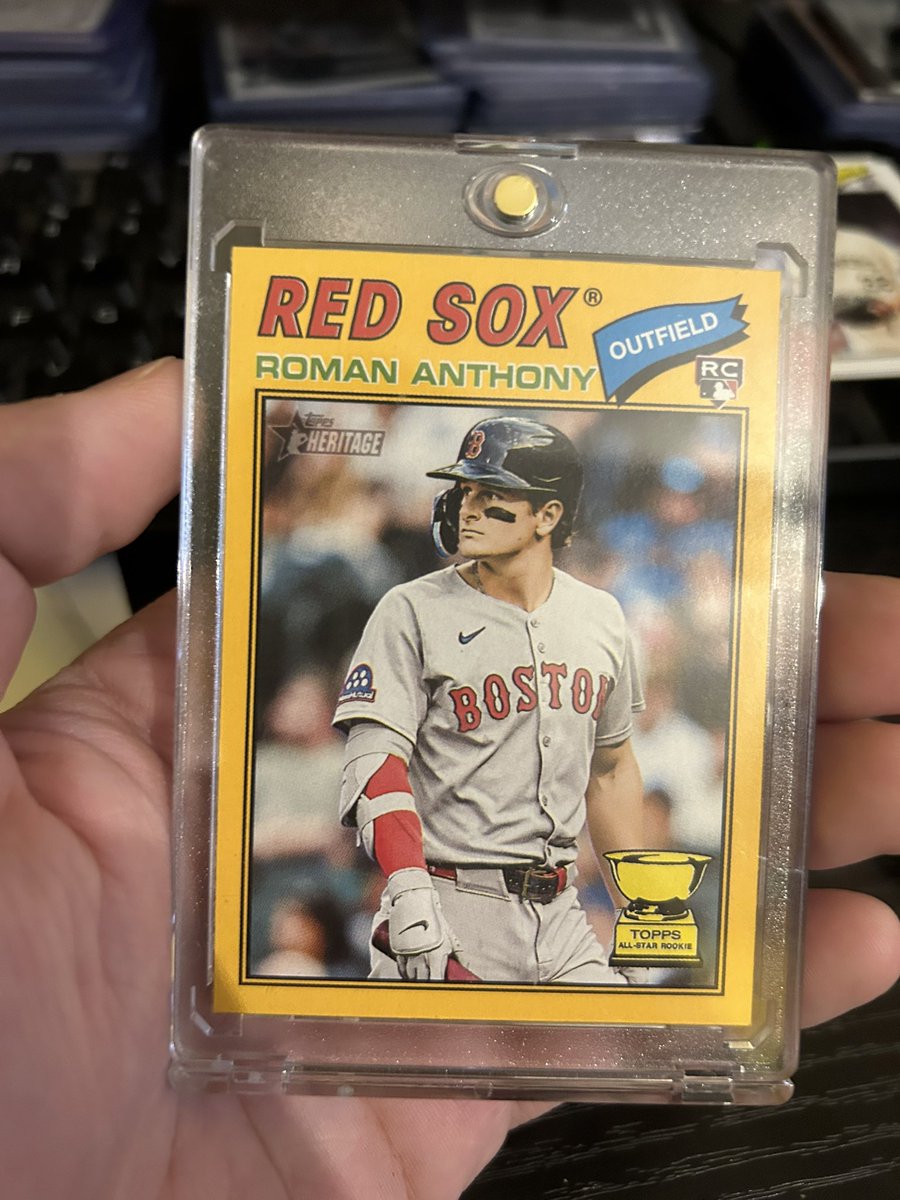 RED SOX®
OUTFIELD
ROMAN ANTHONY
RC
TOPPS
HERITAGE
B
BOSTON
TOPPS
ALL-STAR ROOKIE